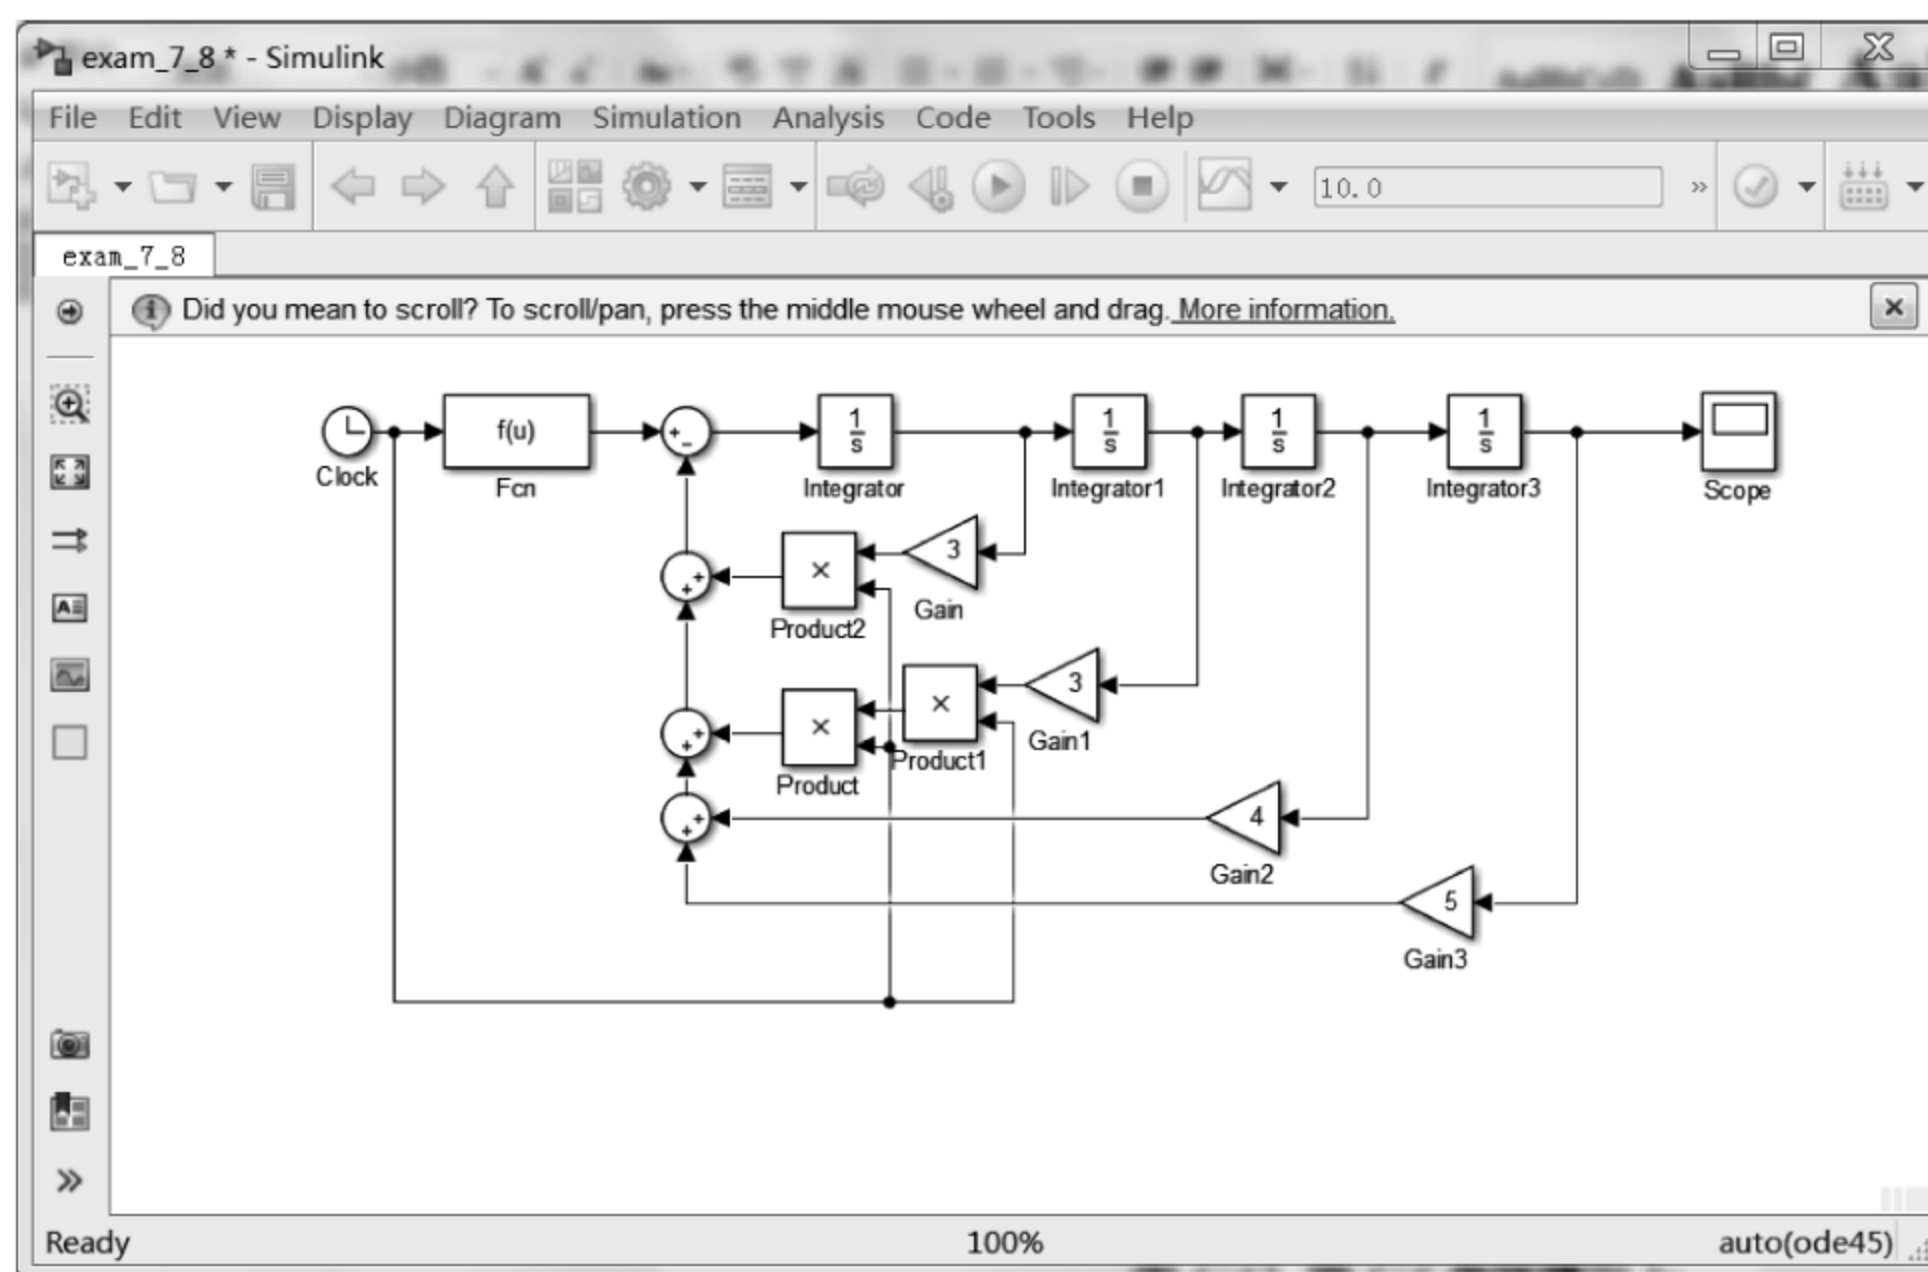 exam_7_8 * - Simulink
File Edit View Display Diagram Simulation Analysis Code Tools Help
10.0 »
exam_7_8
Did you mean to scroll? To scroll/pan, press the middle mouse wheel and drag. More information.
Clock
f(u)
Fcn
+
−
1
s
Integrator
1
s
Integrator1
1
s
Integrator2
1
s
Integrator3
Scope
+
+
×
Product2
3
Gain
+
+
×
Product
×
Product1
3
Gain1
+
+
4
Gain2
5
Gain3
Ready 100% auto(ode45)